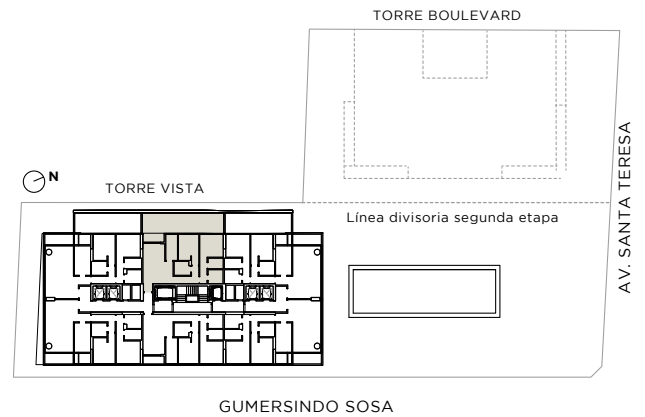 TORRE BOULEVARD
AV. SANTA TERESA
N
TORRE VISTA
Línea divisoria segunda etapa
GUMERSINDO SOSA